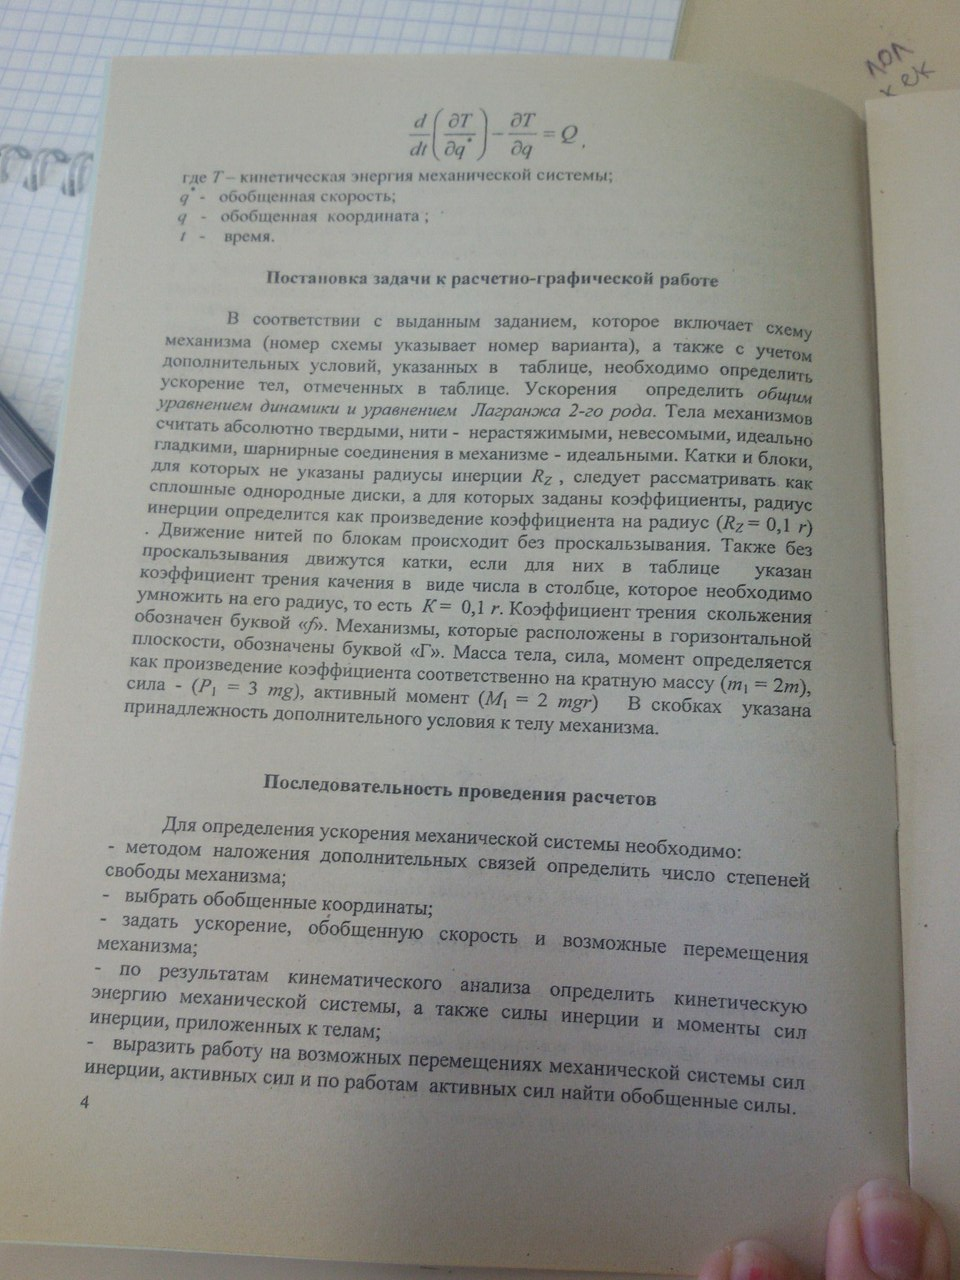 лол
кек
d/dt (∂T/∂q•) − ∂T/∂q = Q ,
где T – кинетическая энергия механической системы;
q• - обобщенная скорость;
q - обобщенная координата ;
t - время.
Постановка задачи к расчетно-графической работе
В соответствии с выданным заданием, которое включает схему
механизма (номер схемы указывает номер варианта), а также с учетом
дополнительных условий, указанных в таблице, необходимо определить
ускорение тел, отмеченных в таблице. Ускорения определить общим
уравнением динамики и уравнением Лагранжа 2-го рода. Тела механизмов
считать абсолютно твердыми, нити - нерастяжимыми, невесомыми, идеально
гладкими, шарнирные соединения в механизме - идеальными. Катки и блоки,
для которых не указаны радиусы инерции RZ , следует рассматривать как
сплошные однородные диски, а для которых заданы коэффициенты, радиус
инерции определится как произведение коэффициента на радиус (RZ = 0,1 r)
. Движение нитей по блокам происходит без проскальзывания. Также без
проскальзывания движутся катки, если для них в таблице указан
коэффициент трения качения в виде числа в столбце, которое необходимо
умножить на его радиус, то есть K = 0,1 r. Коэффициент трения скольжения
обозначен буквой «f». Механизмы, которые расположены в горизонтальной
плоскости, обозначены буквой «Г». Масса тела, сила, момент определяется
как произведение коэффициента соответственно на кратную массу (m1 = 2m),
сила - (P1 = 3 mg), активный момент (M1 = 2 mgr) В скобках указана
принадлежность дополнительного условия к телу механизма.
Последовательность проведения расчетов
Для определения ускорения механической системы необходимо:
- методом наложения дополнительных связей определить число степеней
свободы механизма;
- выбрать обобщенные координаты;
- задать ускорение, обобщенную скорость и возможные перемещения
механизма;
- по результатам кинематического анализа определить кинетическую
энергию механической системы, а также силы инерции и моменты сил
инерции, приложенных к телам;
- выразить работу на возможных перемещениях механической системы сил
инерции, активных сил и по работам активных сил найти обобщенные силы.
4